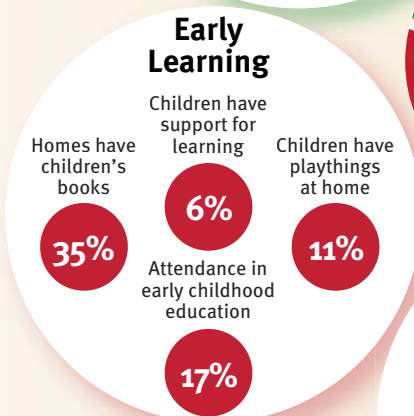 Early
Learning
Children have
support for
learning
6%
Homes have
children's
books
35%
Children have
playthings
at home
11%
Attendance in
early childhood
education
17%